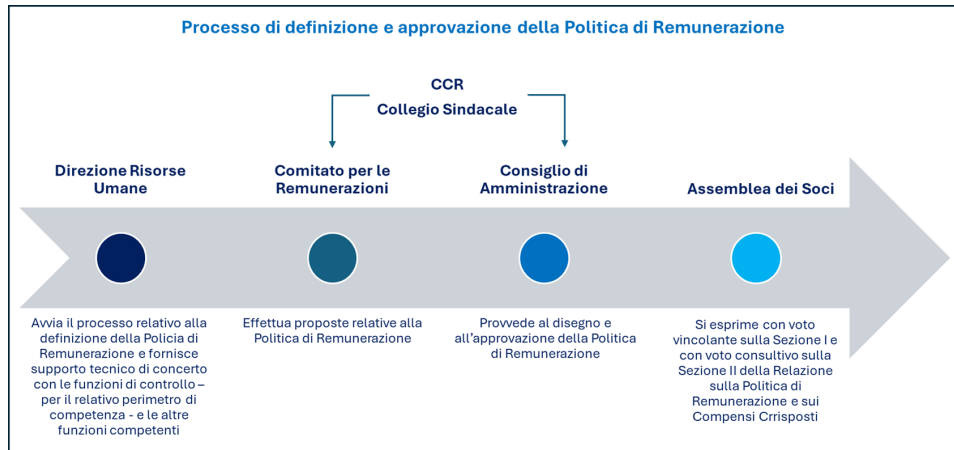 Processo di definizione e approvazione della Politica di Remunerazione
CCR
Collegio Sindacale
Direzione Risorse
Umane
Comitato per le
Remunerazioni
Consiglio di
Amministrazione
Assemblea dei Soci
Avvia il processo relativo alla
definizione della Policia di
Remunerazione e fornisce
supporto tecnico di concerto
con le funzioni di controllo –
per il relativo perimetro di
competenza - e le altre
funzioni competenti
Effettua proposte relative alla
Politica di Remunerazione
Provvede al disegno e
all’approvazione della Politica
di Remunerazione
Si esprime con voto
vincolante sulla Sezione I e
con voto consultivo sulla
Sezione II della Relazione
sulla Politica di
Remunerazione e sui
Compensi Crrisposti